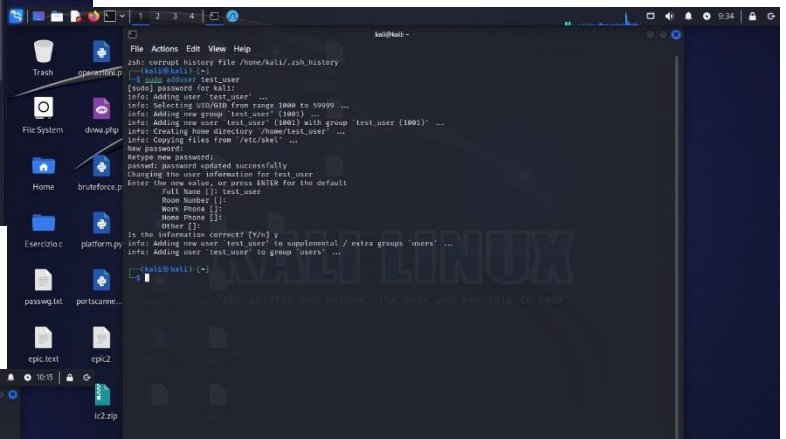 1 2 3 4
9:34
kali@kali: ~
File Actions Edit View Help
zsh: corrupt history file /home/kali/.zsh_history
(kali㉿kali)-[~]
$ sudo adduser test_user
[sudo] password for kali:
info: Adding user `test_user' ...
info: Selecting UID/GID from range 1000 to 59999 ...
info: Adding new group `test_user' (1001) ...
info: Adding new user `test_user' (1001) with group `test_user (1001)' ...
info: Creating home directory `/home/test_user' ...
info: Copying files from `/etc/skel' ...
New password:
Retype new password:
passwd: password updated successfully
Changing the user information for test_user
Enter the new value, or press ENTER for the default
Full Name []: test_user
Room Number []:
Work Phone []:
Home Phone []:
Other []:
Is the information correct? [Y/n] y
info: Adding new user `test_user' to supplemental / extra groups `users' ...
info: Adding user `test_user' to group `users' ...
(kali㉿kali)-[~]
$
KALI LINUX
"the quieter you become, the more you are able to hear"
Trash
operazioni.p
File System
dvwa.php
Home
bruteforce.p
Esercizio c
platform.py
passwg.txt
portscanne...
epic.text
epic2
10:15
ic2.zip